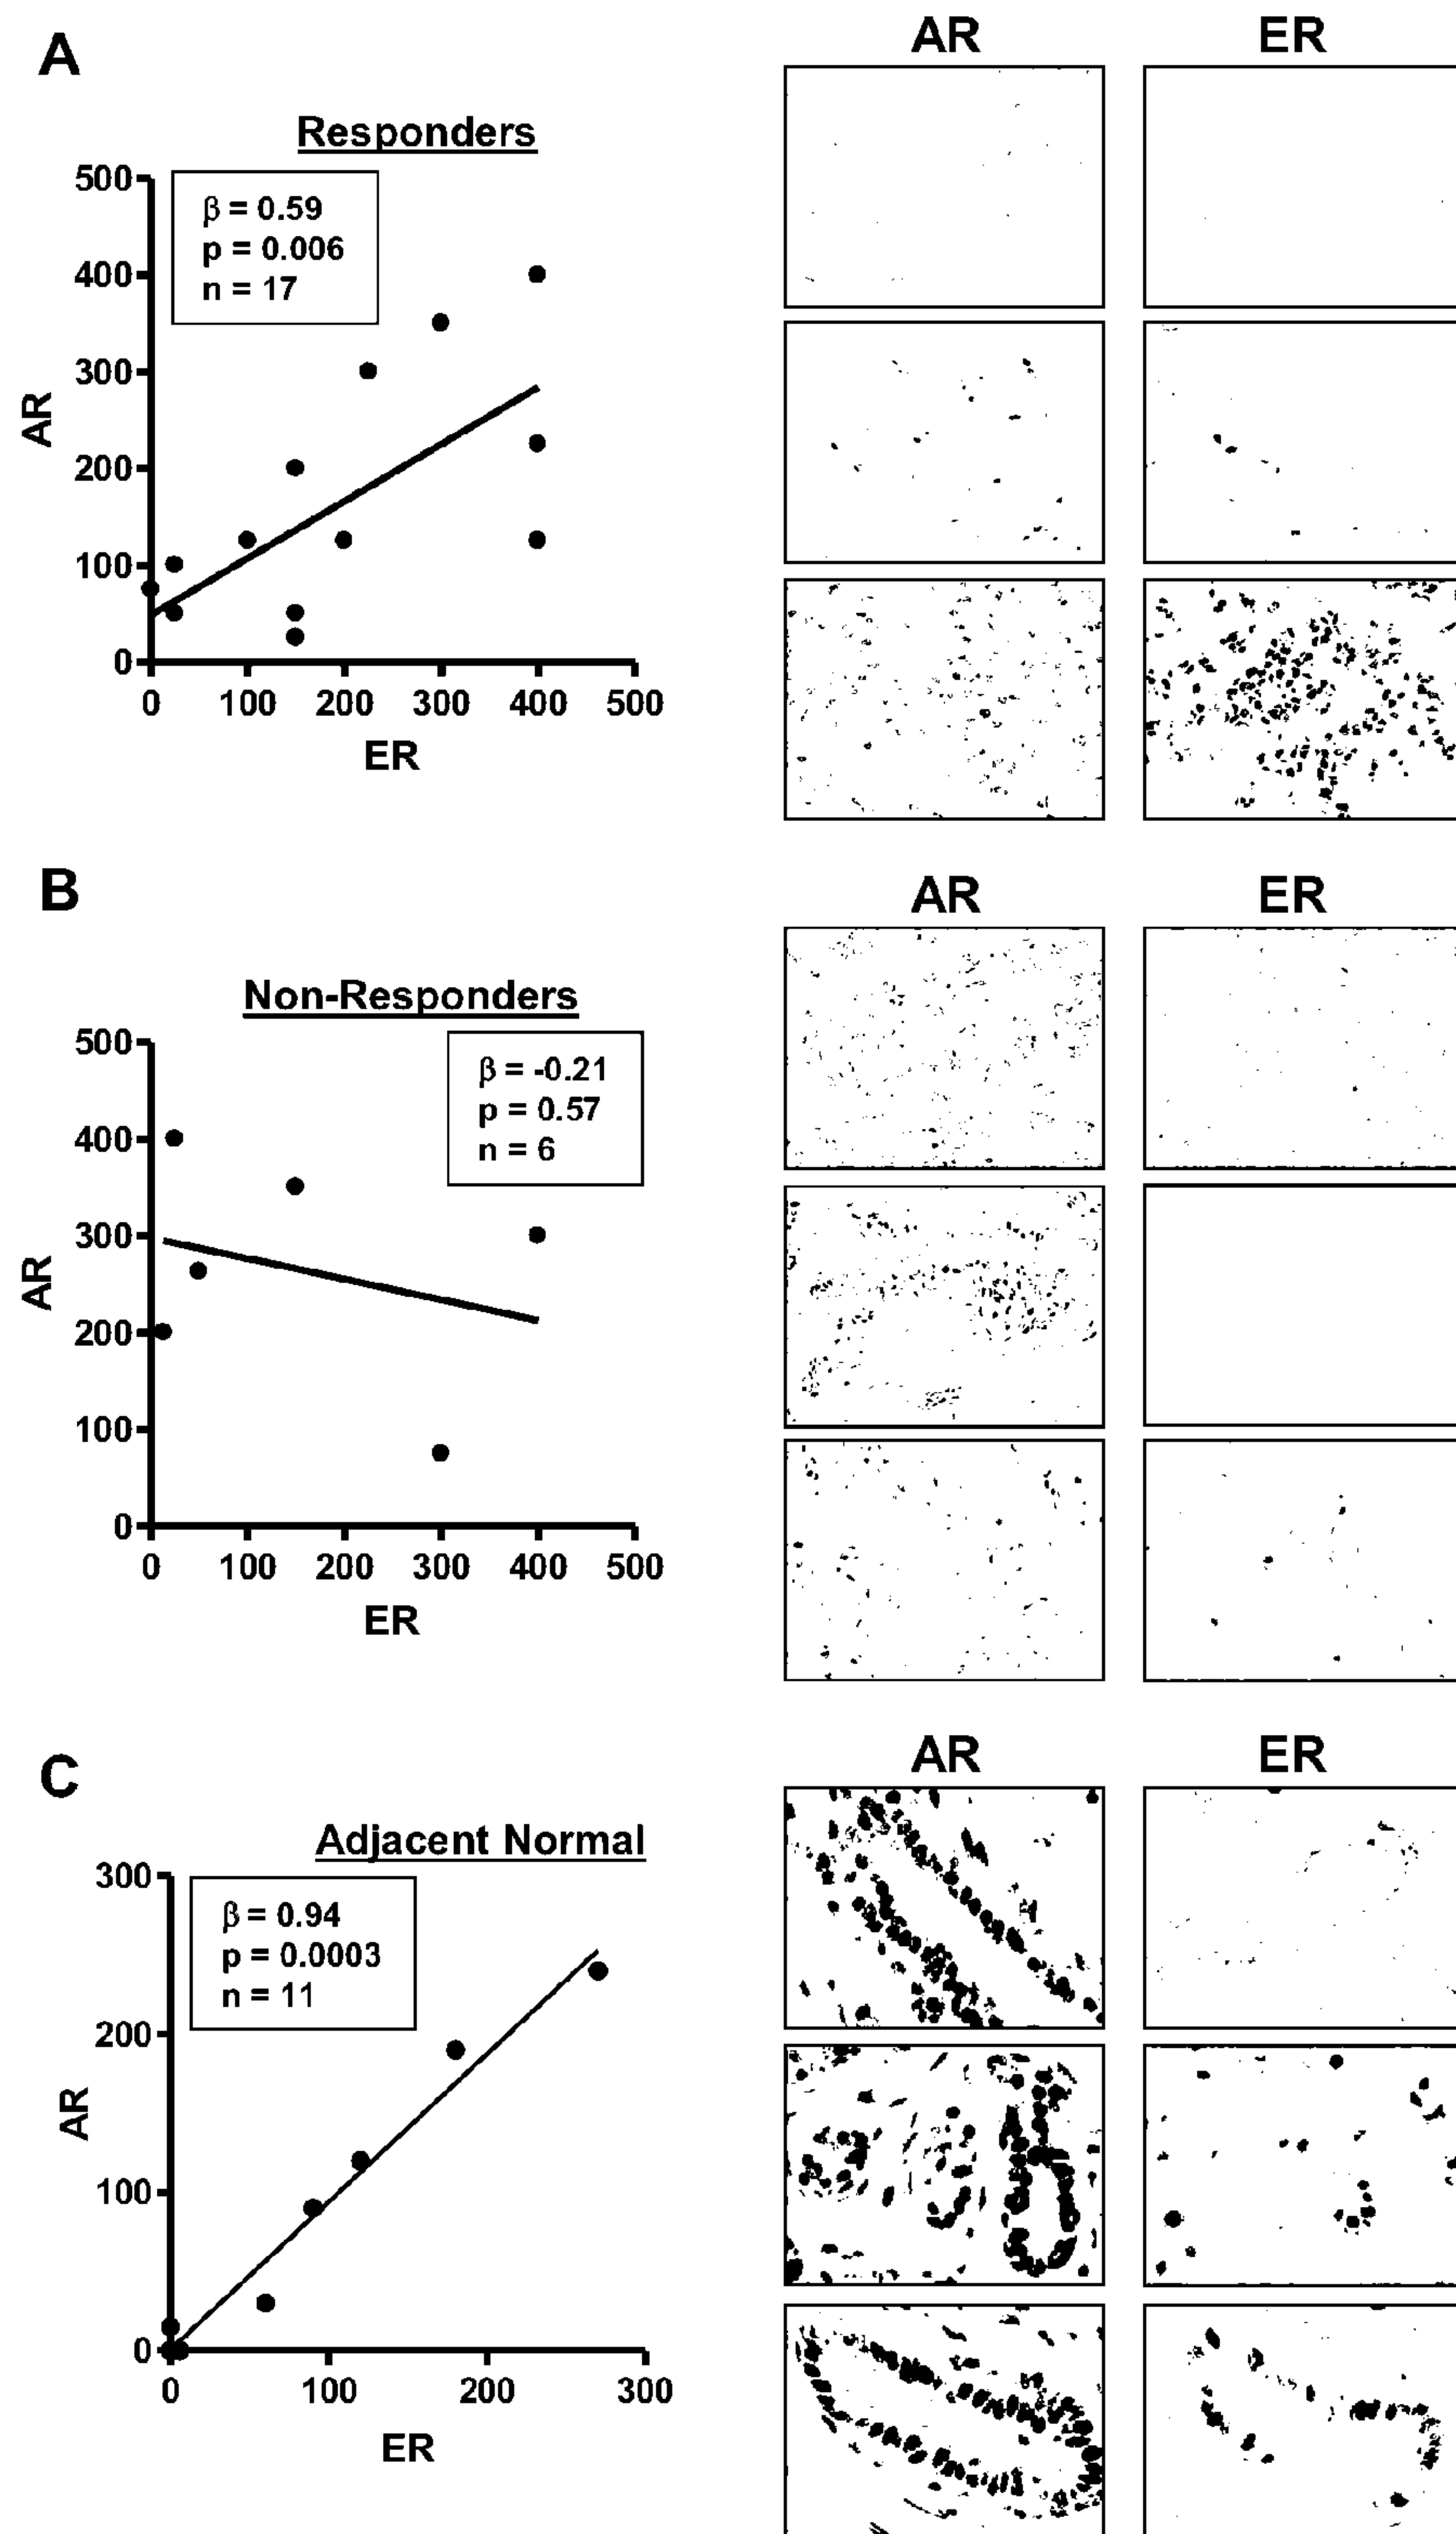 A
AR ER
Responders
β = 0.59
p = 0.006
n = 17
500
400
300
200
100
0
AR
0 100 200 300 400 500
ER
B
AR ER
Non-Responders
β = -0.21
p = 0.57
n = 6
500
400
300
200
100
0
AR
0 100 200 300 400 500
ER
C
AR ER
Adjacent Normal
β = 0.94
p = 0.0003
n = 11
300
200
100
0
AR
0 100 200 300
ER